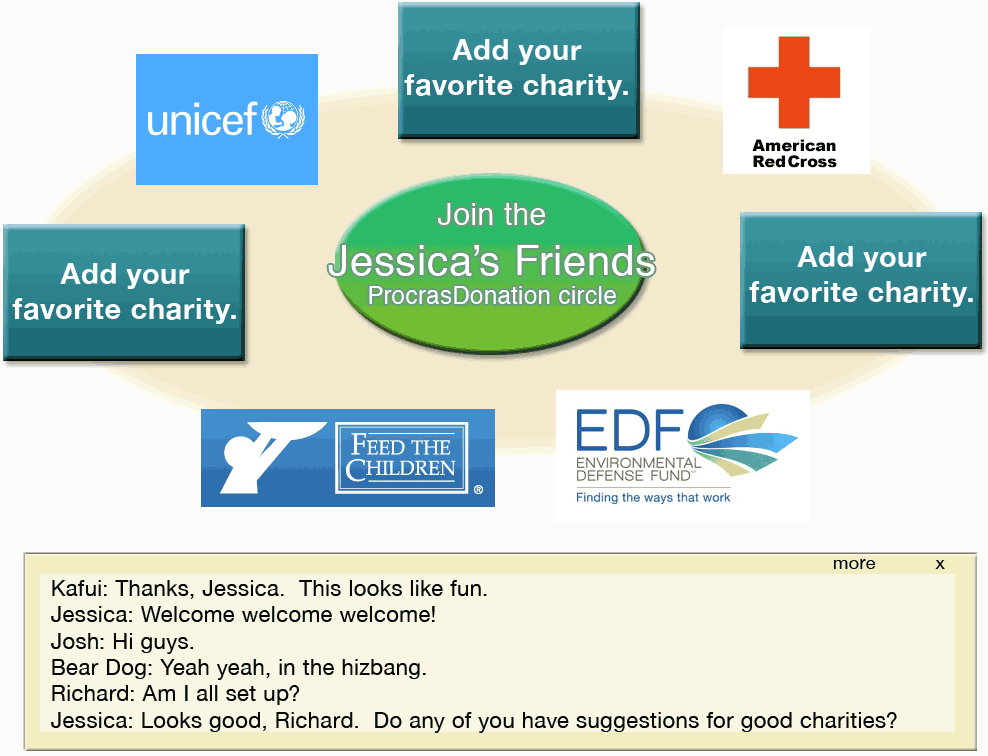 Add your
favorite charity.
unicef
American
Red Cross
Join the
Jessica's Friends
ProcrasDonation circle
Add your
favorite charity.
Add your
favorite charity.
FEED THE
CHILDREN
®
EDF
ENVIRONMENTAL
DEFENSE FUND
Finding the ways that work
more x
Kafui: Thanks, Jessica.  This looks like fun.
Jessica: Welcome welcome welcome!
Josh: Hi guys.
Bear Dog: Yeah yeah, in the hizbang.
Richard: Am I all set up?
Jessica: Looks good, Richard.  Do any of you have suggestions for good charities?